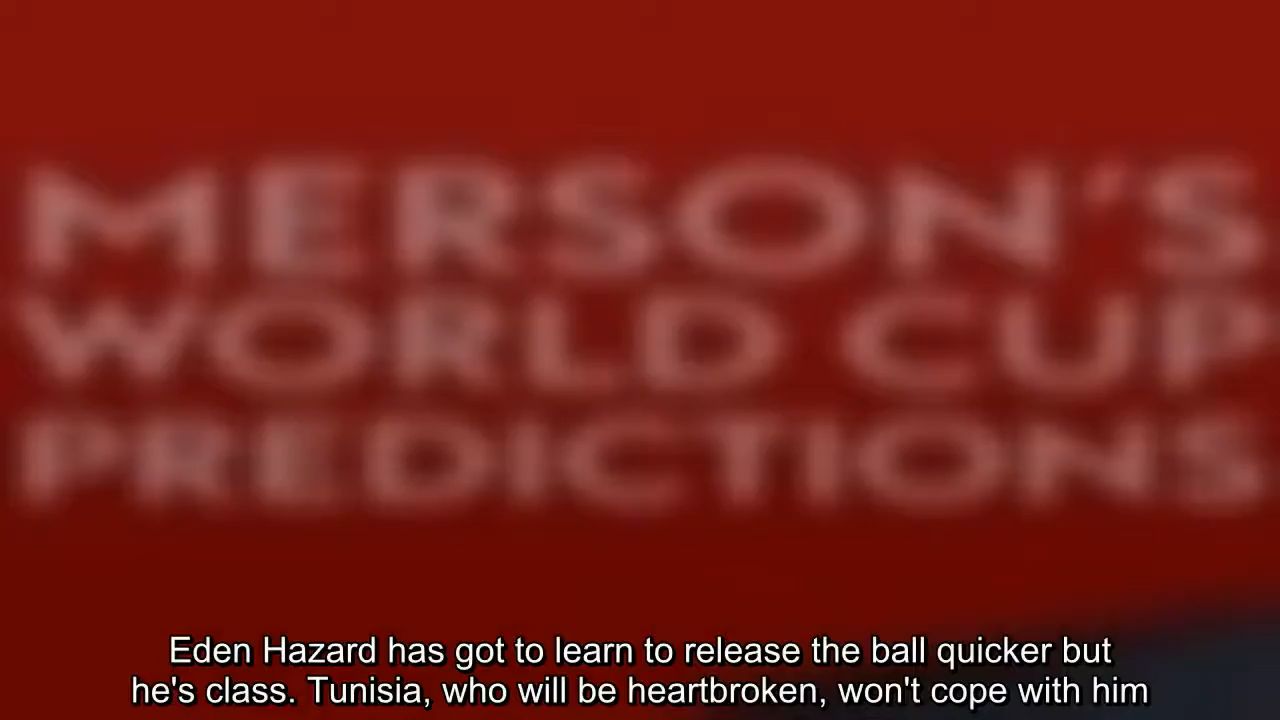 MERSON'S
WORLD CUP
PREDICTIONS
Eden Hazard has got to learn to release the ball quicker but
he's class. Tunisia, who will be heartbroken, won't cope with him